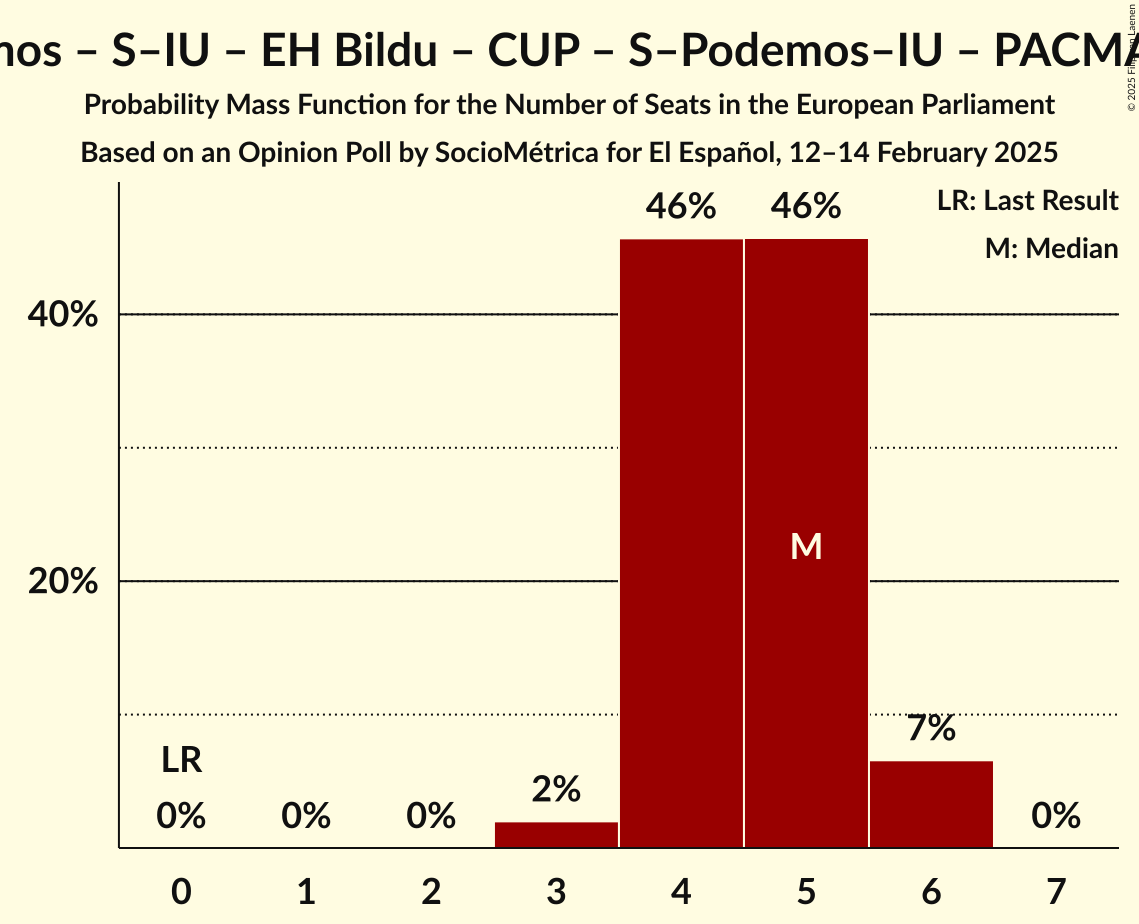 – S–IU – EH Bildu – CUP – S–Podemos–IU –
© 2025 Filip van Laenen
Probability Mass Function for the Number of Seats in the European Parliament
Based on an Opinion Poll by SocioMétrica for El Español, 12–14 February 2025
LR: Last Result
M: Median
46% 46%
40%
M
20%
7%
LR
2%
0% 0% 0% 0%
0 1 2 3 4 5 6 7